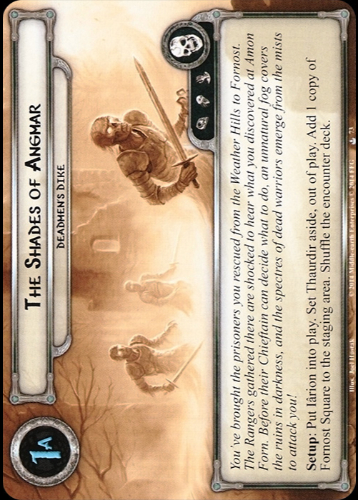 1A
THE SHADES OF ANGMAR
DEADMEN'S DIKE
You've brought the prisoners you rescued from the Weather Hills to Fornost.
The Rangers gathered there are shocked to hear what you discovered at Amon
Forn. Before their Chieftain can decide what to do, an unnatural fog covers
the ruins in darkness, and the spectres of dead warriors emerge from the mists
to attack you!
Setup: Put Iârion into play. Set Thaurdir aside, out of play. Add 1 copy of
Fornost Square to the staging area. Shuffle the encounter deck.
Illus. Joel Hustak © 2014 Middle-earth Enterprises © 2014 FFG 73